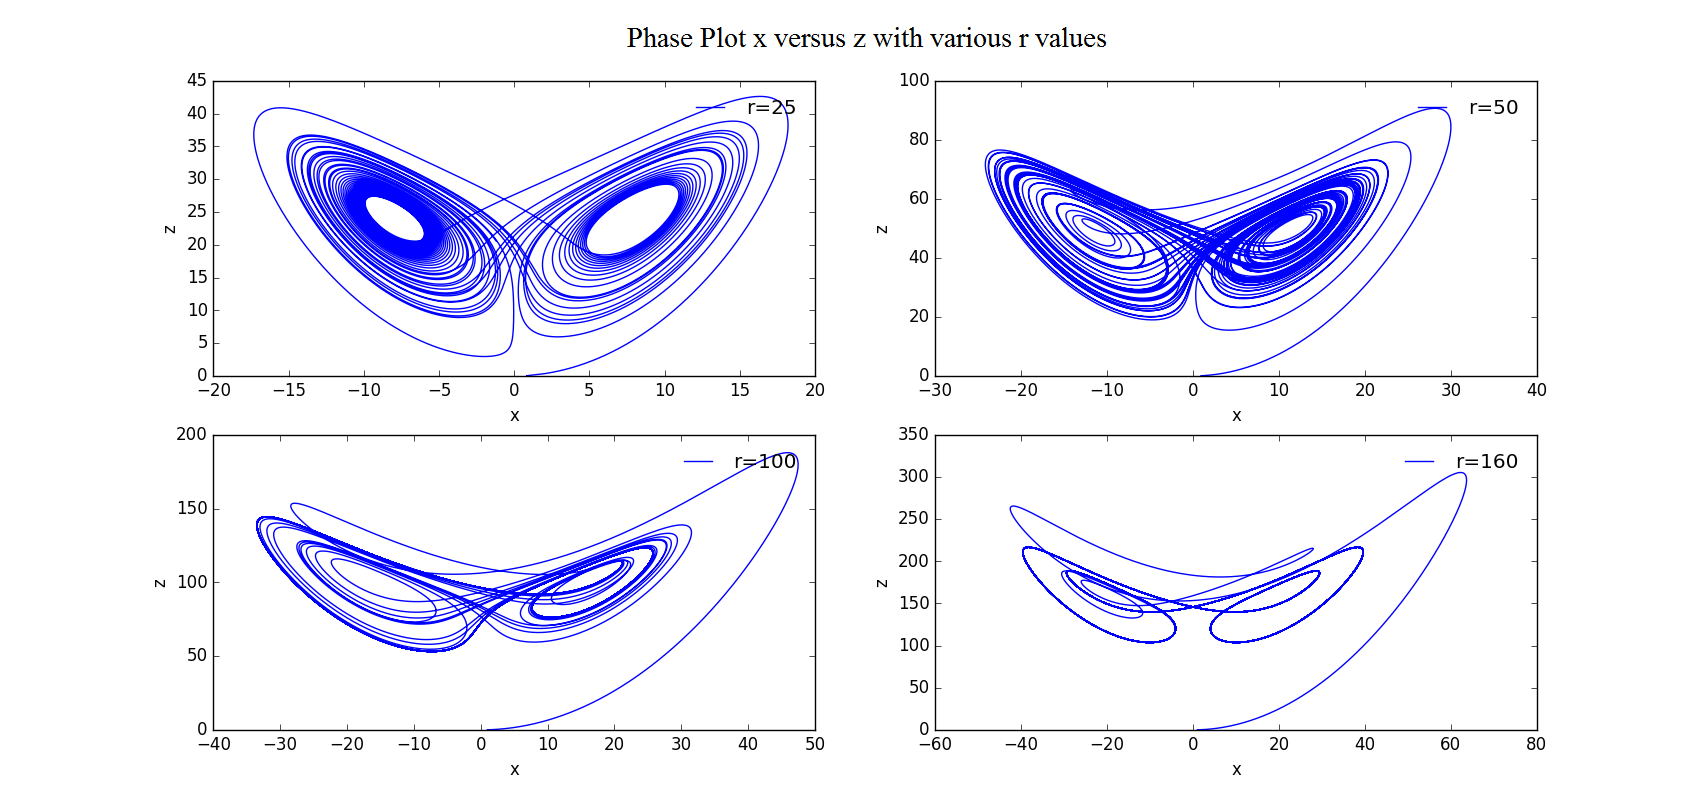 Phase Plot x versus z with various r values
45
40
35
30
25
20
15
10
5
0
z
r=25
−20 −15 −10 −5 0 5 10 15 20
x
100
80
60
40
20
0
z
r=50
−30 −20 −10 0 10 20 30 40
x
200
150
100
50
0
z
r=100
−40 −30 −20 −10 0 10 20 30 40 50
x
350
300
250
200
150
100
50
0
z
r=160
−60 −40 −20 0 20 40 60 80
x